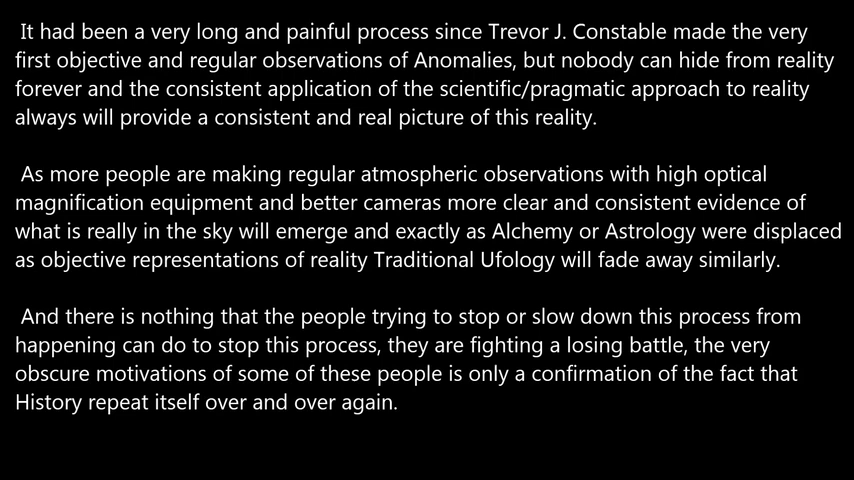 It had been a very long and painful process since Trevor J. Constable made the very
first objective and regular observations of Anomalies, but nobody can hide from reality
forever and the consistent application of the scientific/pragmatic approach to reality
always will provide a consistent and real picture of this reality.
As more people are making regular atmospheric observations with high optical
magnification equipment and better cameras more clear and consistent evidence of
what is really in the sky will emerge and exactly as Alchemy or Astrology were displaced
as objective representations of reality Traditional Ufology will fade away similarly.
And there is nothing that the people trying to stop or slow down this process from
happening can do to stop this process, they are fighting a losing battle, the very
obscure motivations of some of these people is only a confirmation of the fact that
History repeat itself over and over again.